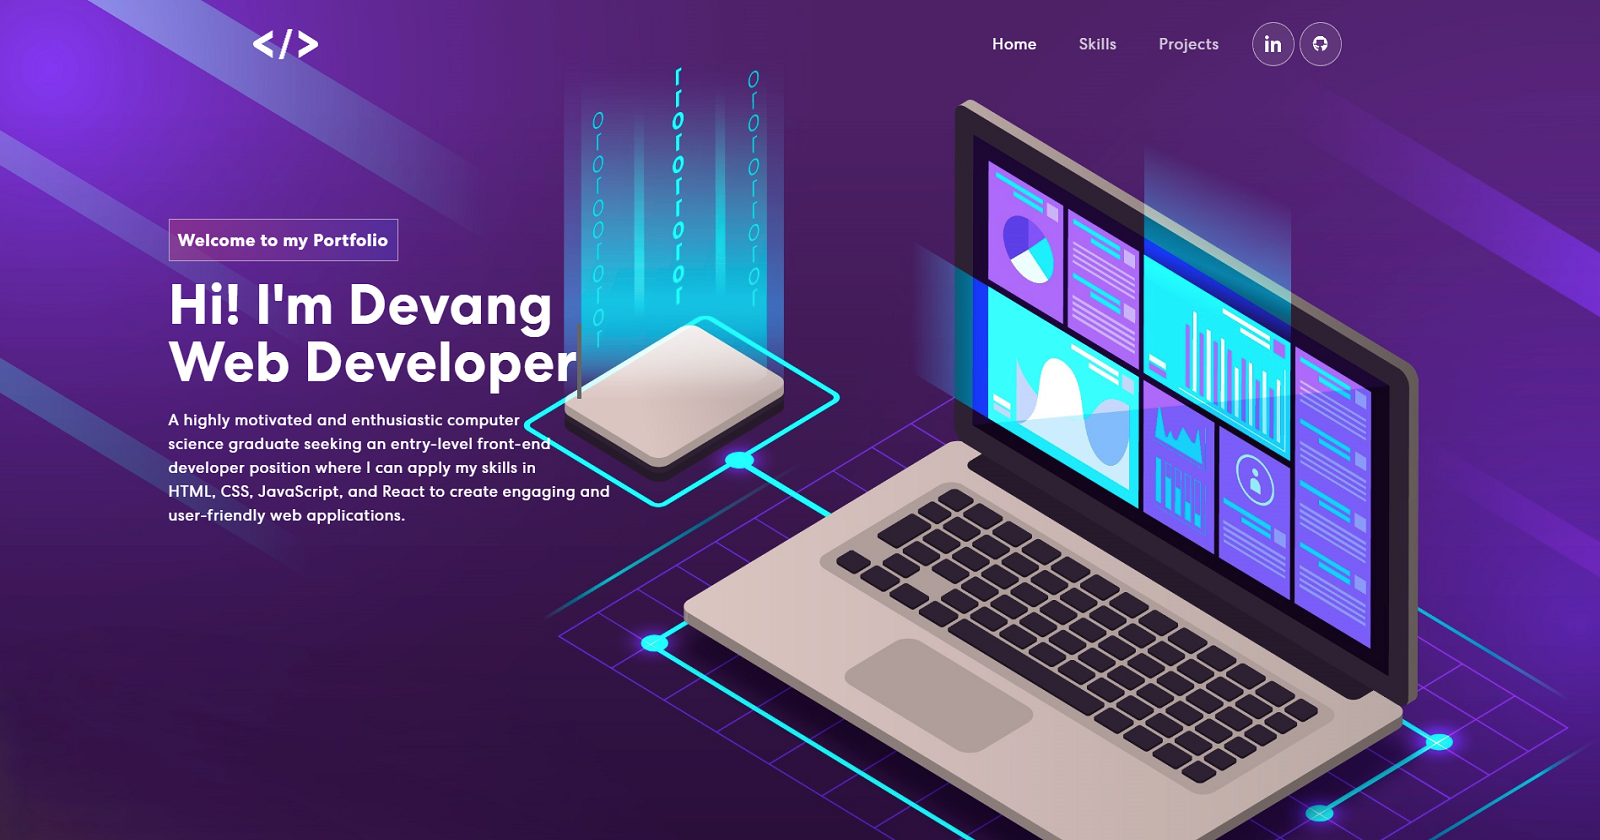 </>
Home Skills Projects in
Welcome to my Portfolio
Hi! I'm Devang
Web Developer
A highly motivated and enthusiastic computer
science graduate seeking an entry-level front-end
developer position where I can apply my skills in
HTML, CSS, JavaScript, and React to create engaging and
user-friendly web applications.